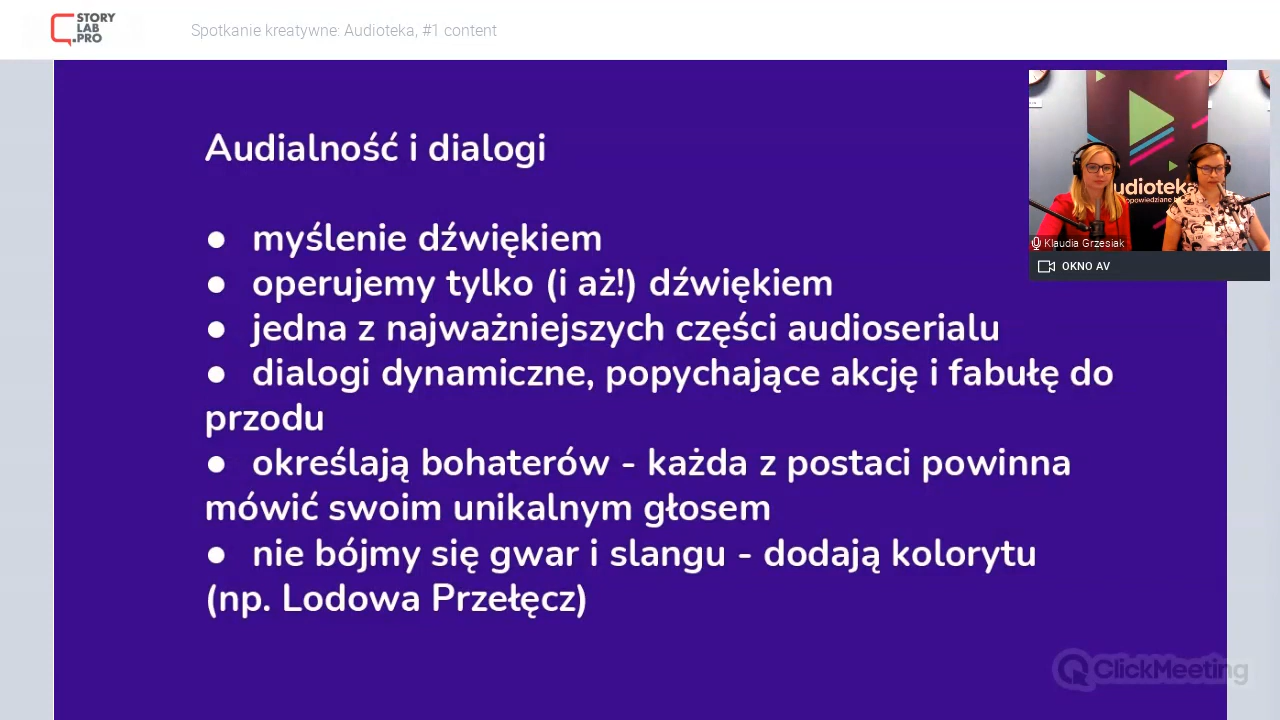 STORY
LAB
.PRO
Spotkanie kreatywne: Audioteka, #1 content
Audialność i dialogi
● myślenie dźwiękiem
● operujemy tylko (i aż!) dźwiękiem
● jedna z najważniejszych części audioserialu
● dialogi dynamiczne, popychające akcję i fabułę do
przodu
● określają bohaterów - każda z postaci powinna
mówić swoim unikalnym głosem
● nie bójmy się gwar i slangu - dodają kolorytu
(np. Lodowa Przełęcz)
udioteka
opowiedziane
Klaudia Grzesiak
OKNO AV
ClickMeeting